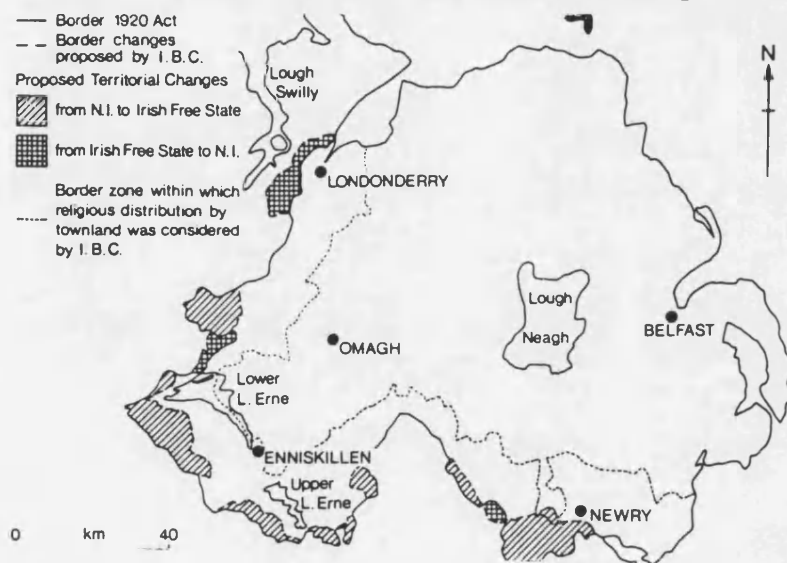 Border 1920 Act
Border changes
proposed by I.B.C.
Proposed Territorial Changes
from N.I. to Irish Free State
from Irish Free State to N.I.
Border zone within which
religious distribution by
townland was considered
by I.B.C.
Lough
Swilly
N
LONDONDERRY
Lough
Neagh
BELFAST
OMAGH
Lower
L. Erne
ENNISKILLEN
Upper
L. Erne
NEWRY
0 km 40